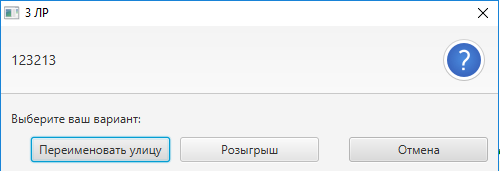 3 ЛР
123213
Выберите ваш вариант:
Переименовать улицу Розыгрыш Отмена